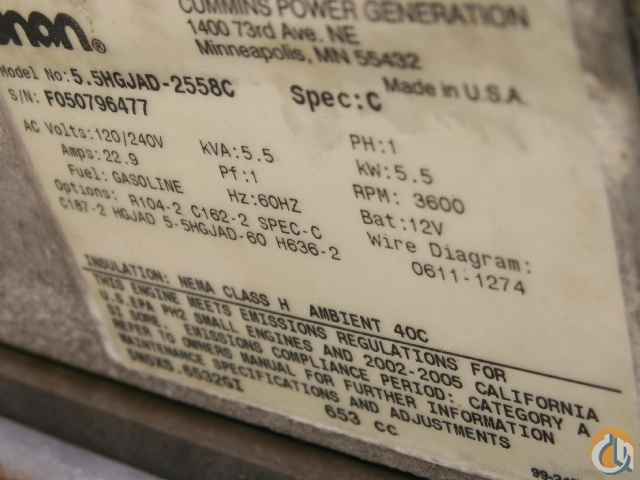 CUMMINS POWER GENERATION
nan®
1400 73rd Ave. NE
Minneapolis, MN 55432
Model No:5.5HGJAD-2558C Spec:C Made in U.S.A.
S/N: F050796477
AC Volts:120/240V KVA:5.5 PH:1
Amps:22.9 Pf:1 kW:5.5
Fuel:GASOLINE Hz:60HZ RPM: 3600
Options: R104-2 C162-2 SPEC-C Bat:12V
C187-2 HGJAD 5-5HGJAD-60 H636-2 Wire Diagram:
0611-1274
INSULATION: NEMA CLASS H AMBIENT 40C
THIS ENGINE MEETS EMISSIONS REGULATIONS FOR
U.S.EPA PH2 SMALL ENGINES AND 2002-2005 CALIFORNIA
SI SORE. EMISSIONS COMPLIANCE PERIOD: CATEGORY A
REFER TO OWNERS MANUAL FOR FURTHER INFORMATION
MAINTENANCE SPECIFICATIONS AND ADJUSTMENTS
653 cc